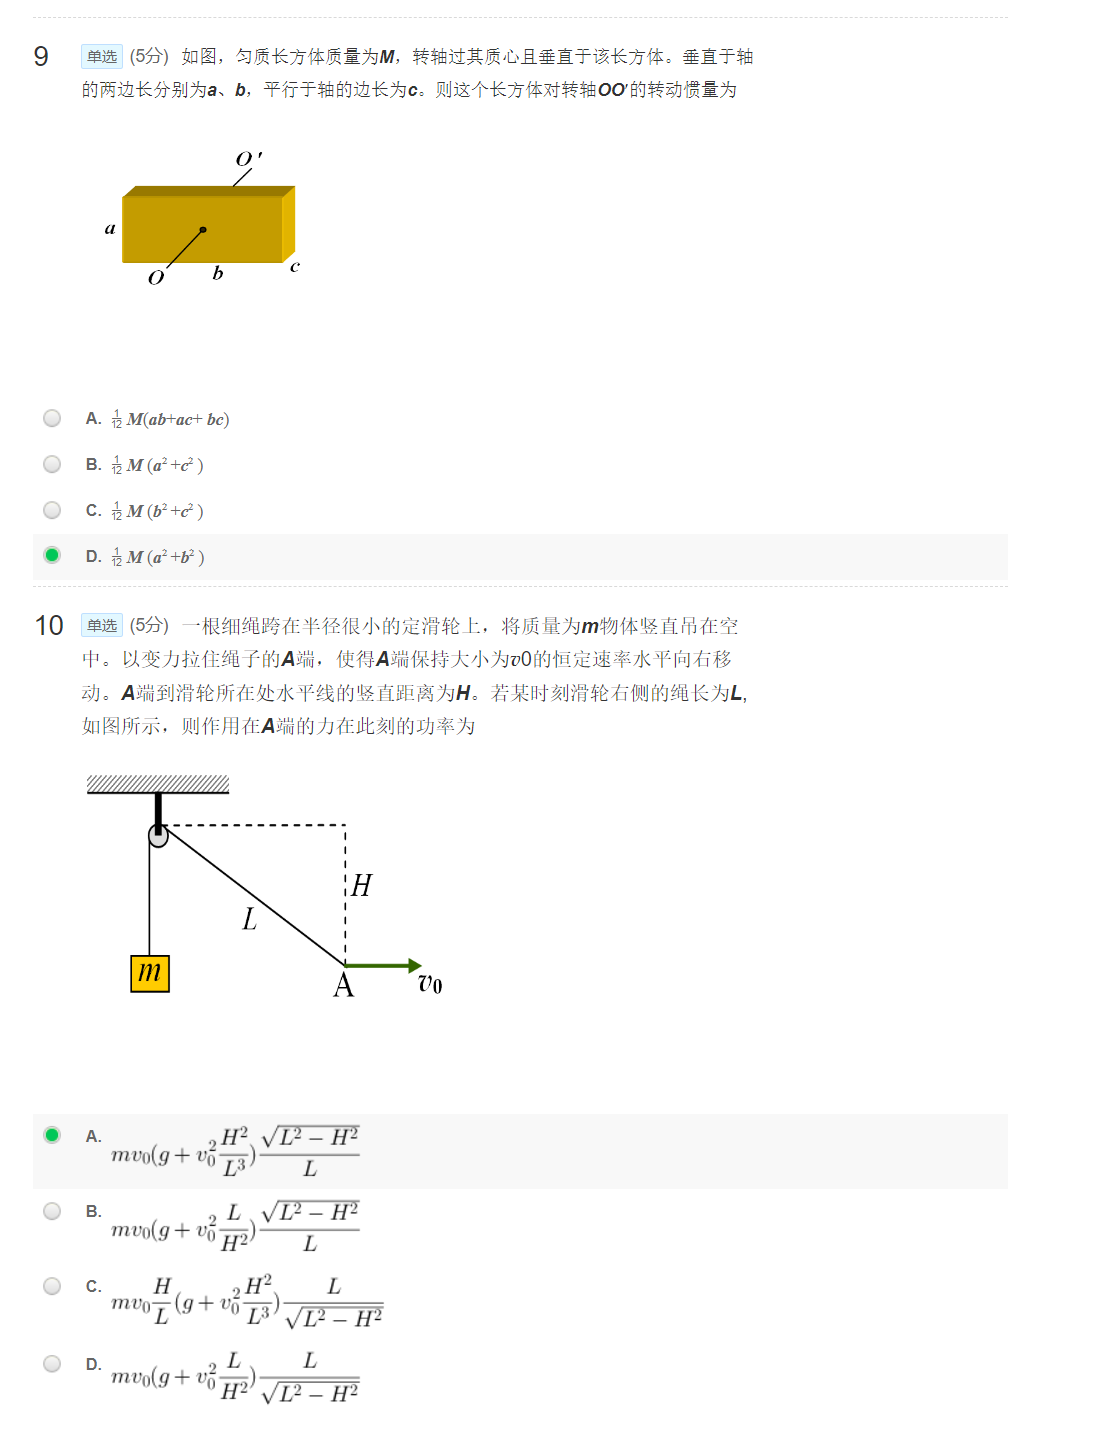 9 单选 (5分) 如图，匀质长方体质量为M，转轴过其质心且垂直于该长方体。垂直于轴
的两边长分别为a、b，平行于轴的边长为c。则这个长方体对转轴OO′的转动惯量为
O′
a
O b c
A. 1/12 M(ab+ac+ bc)
B. 1/12 M (a²+c²)
C. 1/12 M (b²+c²)
D. 1/12 M (a²+b²)
10 单选 (5分) 一根细绳跨在半径很小的定滑轮上，将质量为m物体竖直吊在空
中。以变力拉住绳子的A端，使得A端保持大小为v0的恒定速率水平向右移
动。A端到滑轮所在处水平线的竖直距离为H。若某时刻滑轮右侧的绳长为L,
如图所示，则作用在A端的力在此刻的功率为
H
L
m
A v₀
A. mv₀(g + v₀² H²/L³) √(L² − H²)/L
B. mv₀(g + v₀² L/H²) √(L² − H²)/L
C. mv₀ H/L (g + v₀² H²/L³) L/√(L² − H²)
D. mv₀(g + v₀² L/H²) L/√(L² − H²)